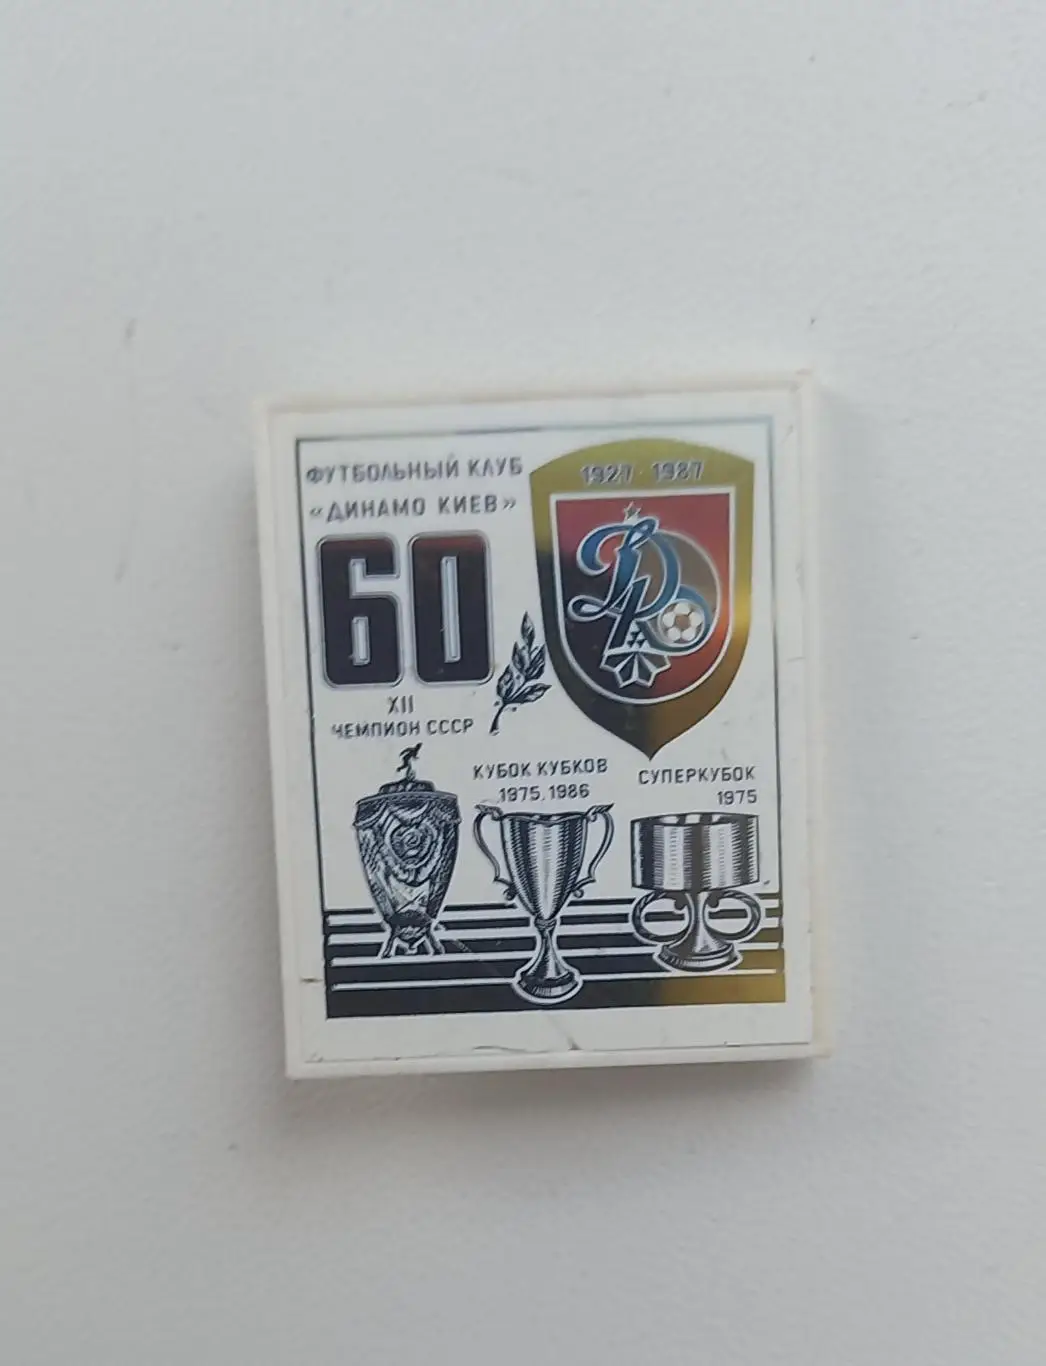 ФУТБОЛЬНЫЙ КЛУБ
«ДИНАМО КИЕВ»
1927 · 1987
60
XII
ЧЕМПИОН СССР
КУБОК КУБКОВ
1975, 1986
СУПЕРКУБОК
1975